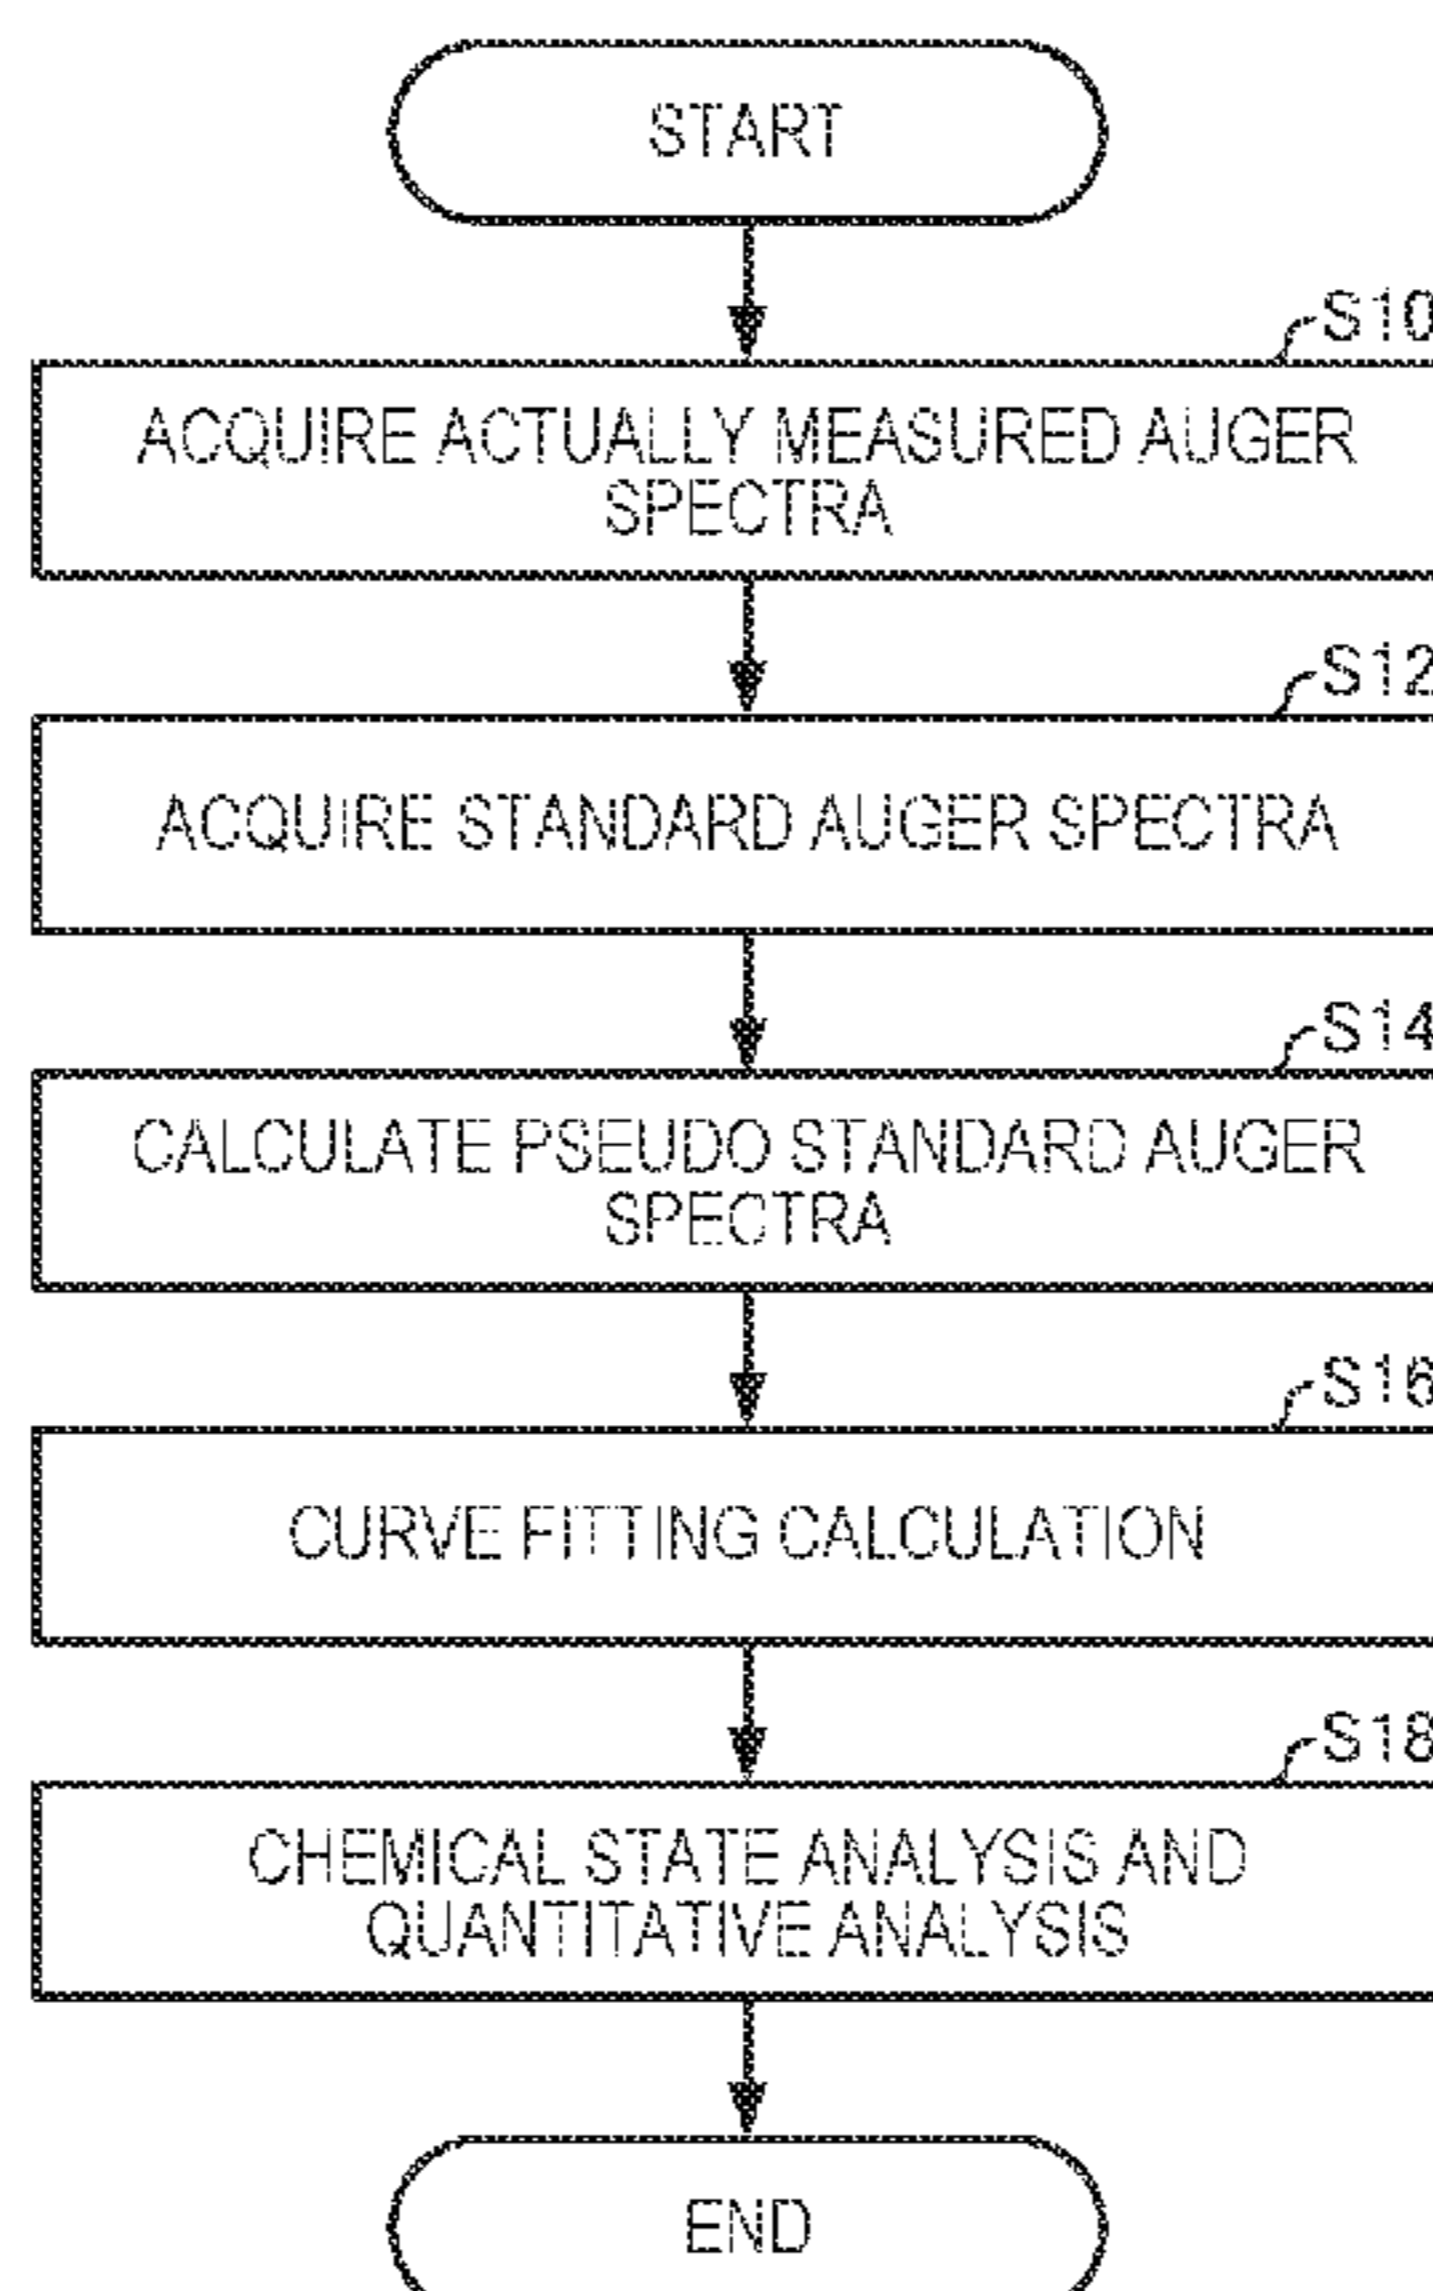 START
S10
ACQUIRE ACTUALLY MEASURED AUGER
SPECTRA
S12
ACQUIRE STANDARD AUGER SPECTRA
S14
CALCULATE PSEUDO STANDARD AUGER
SPECTRA
S16
CURVE FITTING CALCULATION
S18
CHEMICAL STATE ANALYSIS AND
QUANTITATIVE ANALYSIS
END